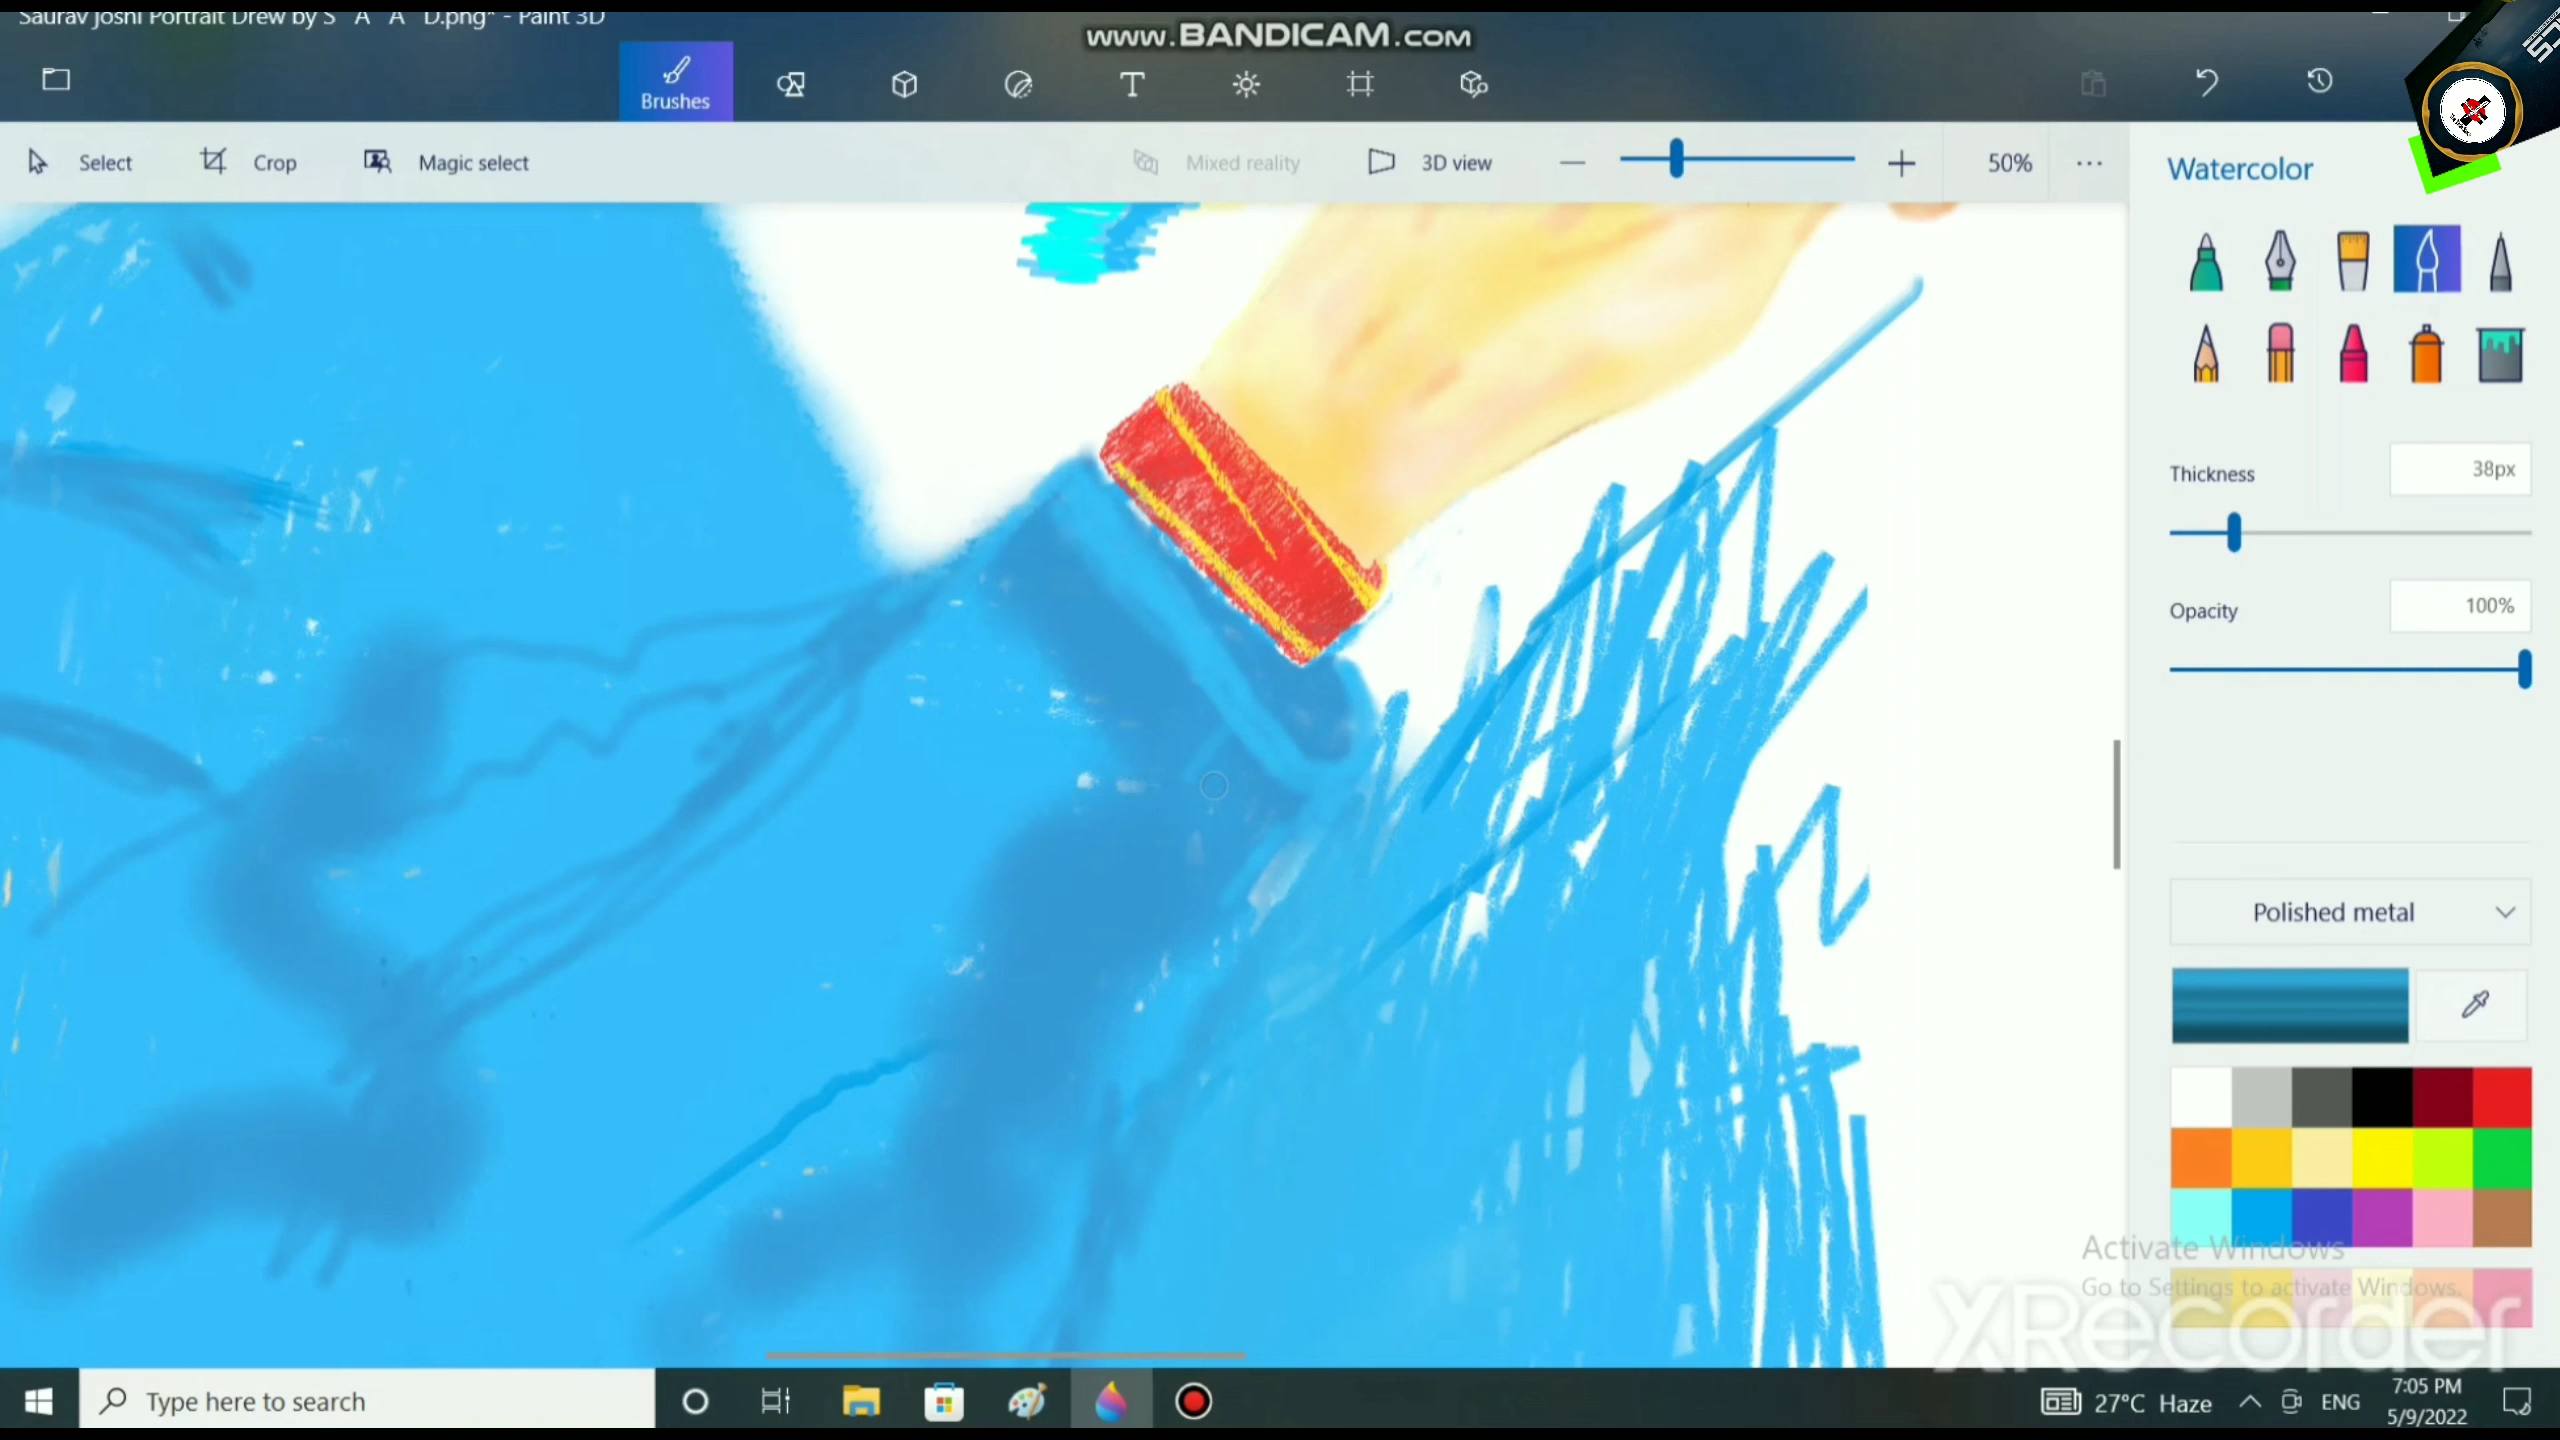 Saurav Joshi Portrait Drew by S A A D.png* - Paint 3D
www.BANDICAM.com
Brushes
Select
Crop
Magic select
Mixed reality
3D view
50%
Watercolor
Thickness
38px
Opacity
100%
Polished metal
Activate Windows
Go to Settings to activate Windows.
XRecorder
Type here to search
27°C Haze
ENG
7:05 PM
5/9/2022